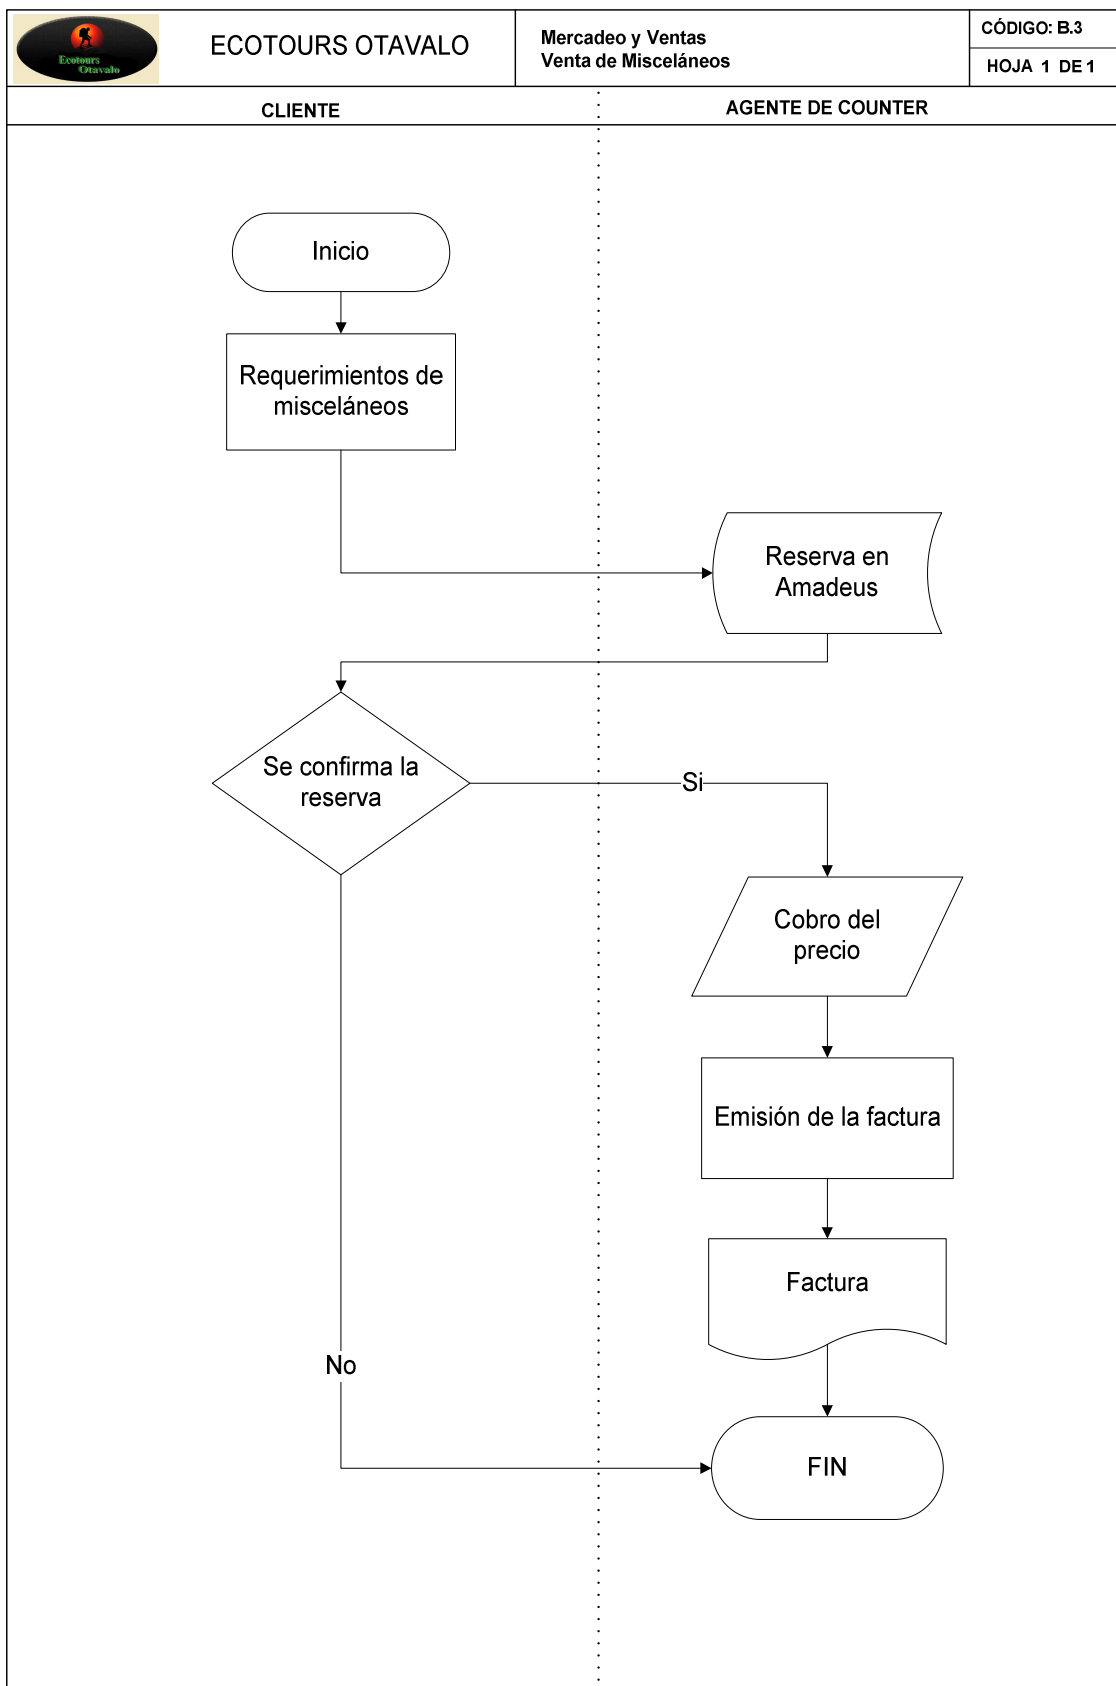 Ecotours
Otavalo
ECOTOURS OTAVALO
Mercadeo y Ventas
Venta de Misceláneos
CÓDIGO: B.3
HOJA 1 DE 1
CLIENTE
AGENTE DE COUNTER
Inicio
Requerimientos de
misceláneos
Reserva en
Amadeus
Se confirma la
reserva
Si
Cobro del
precio
Emisión de la factura
Factura
No
FIN